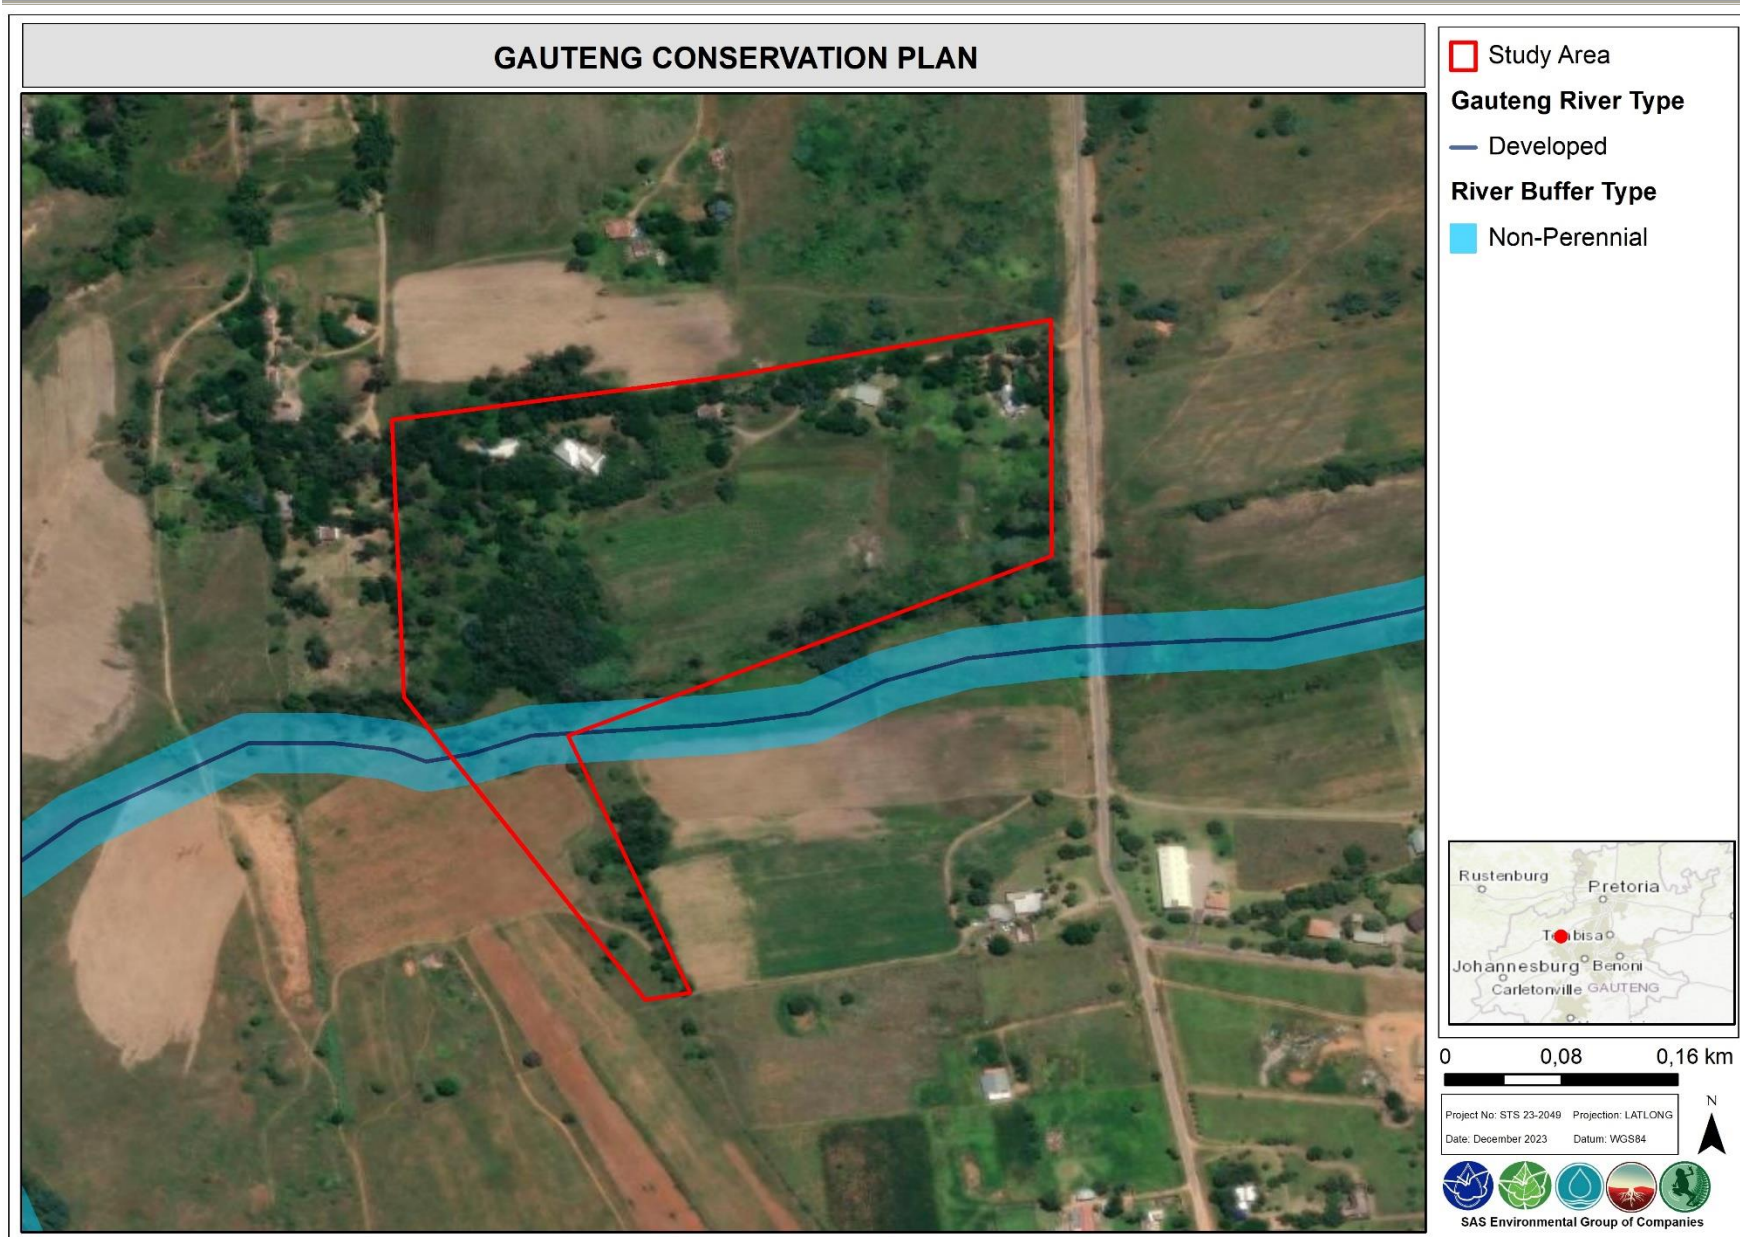 GAUTENG CONSERVATION PLAN
Study Area
Gauteng River Type
Developed
River Buffer Type
Non-Perennial
Rustenburg
Pretoria
Johannesburg
Benoni
Carletonville
GAUTENG
0 0,08 0,16 km
Project No: STS 23-2049 Projection: LATLONG
Date: December 2023 Datum: WGS84
N
SAS Environmental Group of Companies